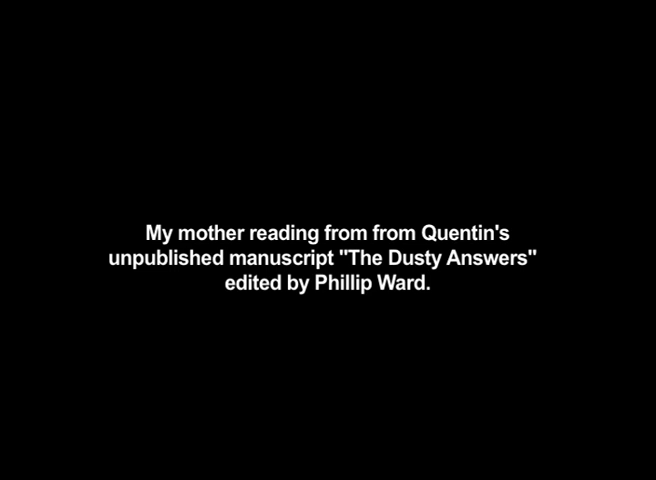 My mother reading from from Quentin's
unpublished manuscript "The Dusty Answers"
edited by Phillip Ward.